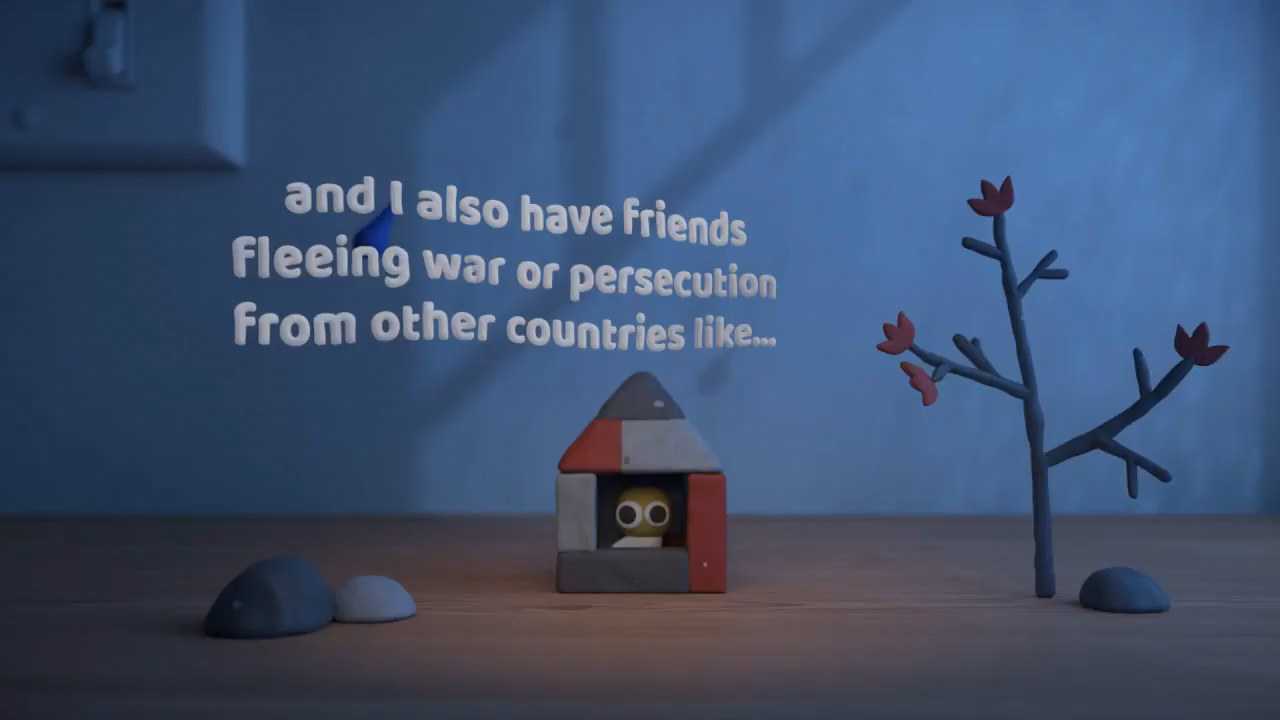 and I also have friends
fleeing war or persecution
from other countries like...